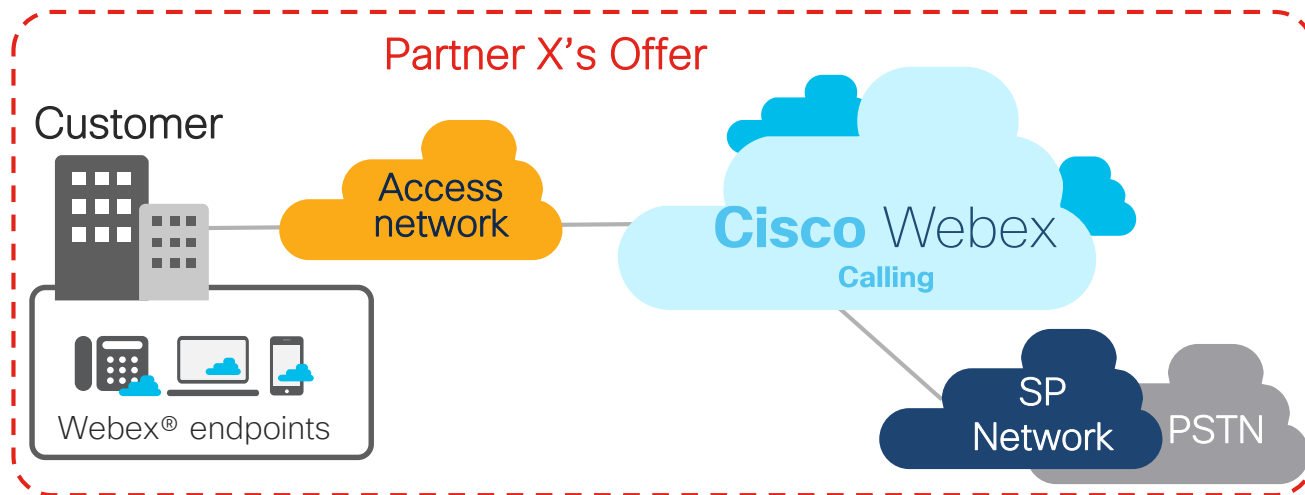 Partner X's Offer
Customer
Access
network
Cisco Webex
Calling
SP
Network
PSTN
Webex® endpoints